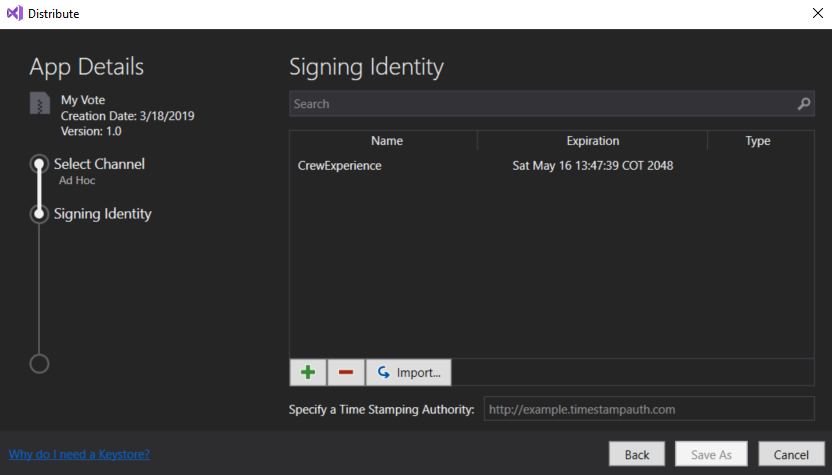 Distribute
App Details
My Vote
Creation Date: 3/18/2019
Version: 1.0
Select Channel
Ad Hoc
Signing Identity
Signing Identity
Search
Name Expiration Type
CrewExperience Sat May 16 13:47:39 COT 2048
Import...
Specify a Time Stamping Authority: http://example.timestampauth.com
Why do I need a Keystore?
Back Save As Cancel